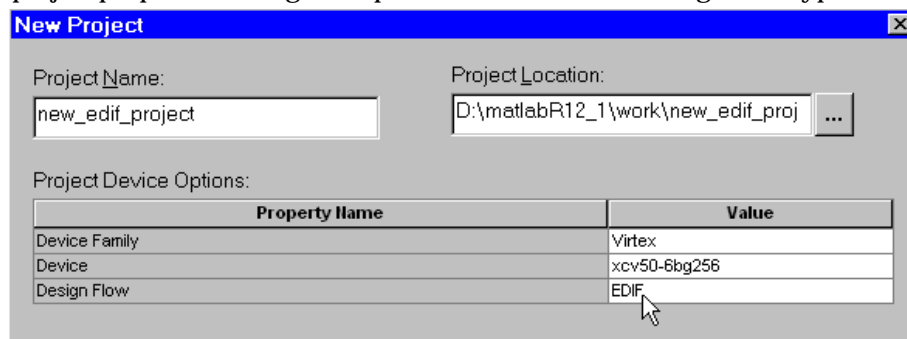 New Project
Project Name:
Project Location:
new_edif_project
D:\matlabR12_1\work\new_edif_proj
...
Project Device Options:
Property Name Value
Device Family Virtex
Device xcv50-6bg256
Design Flow EDIF